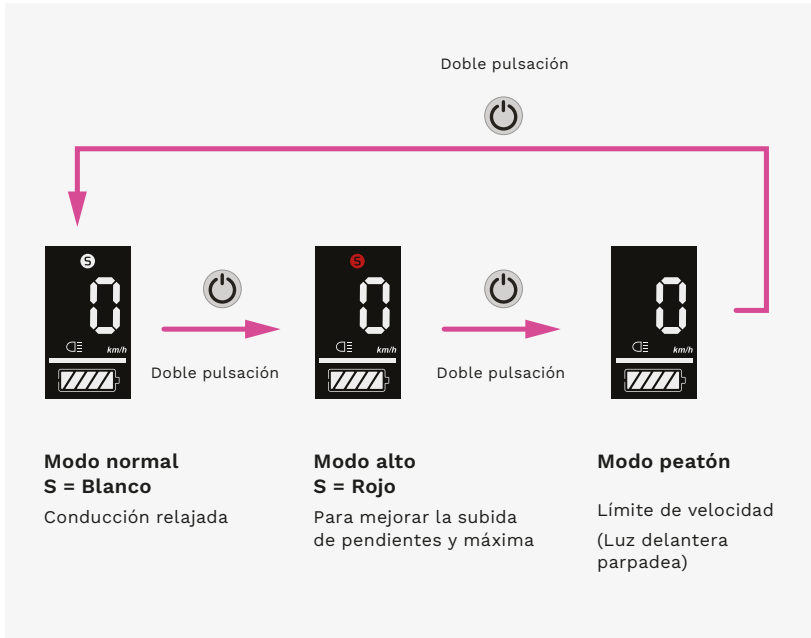 Doble pulsación
S
0
km/h
S
0
km/h
0
km/h
Doble pulsación
Doble pulsación
Modo normal
S = Blanco
Conducción relajada
Modo alto
S = Rojo
Para mejorar la subida
de pendientes y máxima
Modo peatón
Límite de velocidad
(Luz delantera
parpadea)